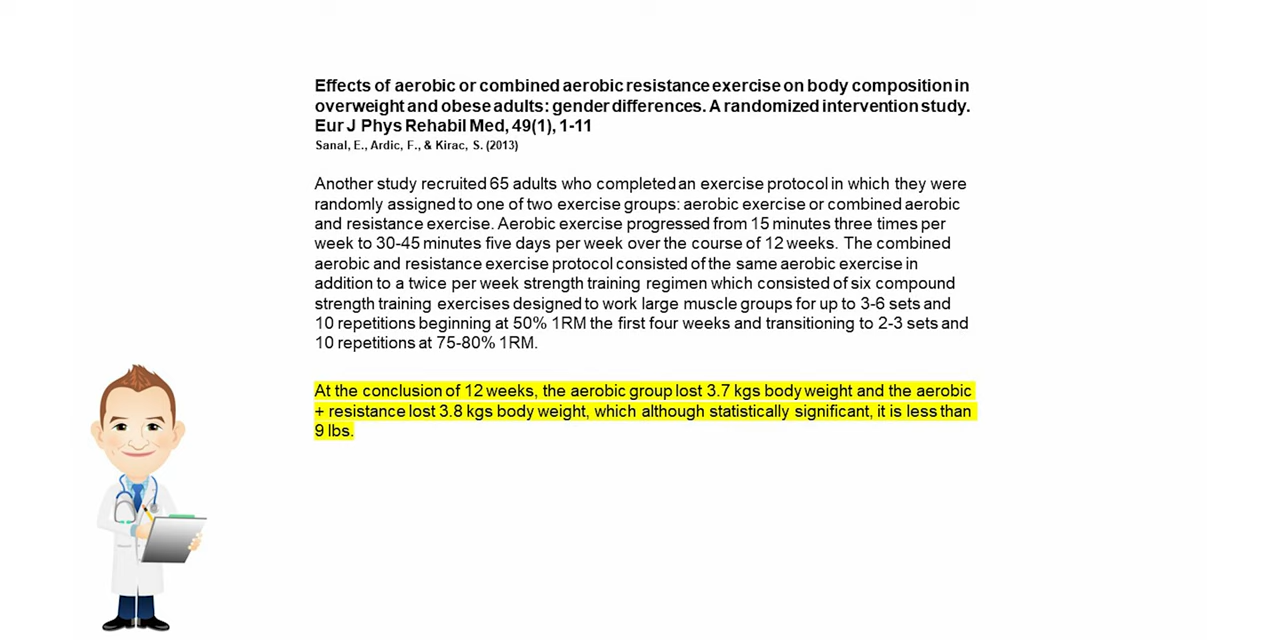 Effects of aerobic or combined aerobic resistance exercise on body composition in
overweight and obese adults: gender differences. A randomized intervention study.
Eur J Phys Rehabil Med, 49(1), 1-11
Sanal, E., Ardic, F., & Kirac, S. (2013)
Another study recruited 65 adults who completed an exercise protocol in which they were
randomly assigned to one of two exercise groups: aerobic exercise or combined aerobic
and resistance exercise. Aerobic exercise progressed from 15 minutes three times per
week to 30-45 minutes five days per week over the course of 12 weeks. The combined
aerobic and resistance exercise protocol consisted of the same aerobic exercise in
addition to a twice per week strength training regimen which consisted of six compound
strength training exercises designed to work large muscle groups for up to 3-6 sets and
10 repetitions beginning at 50% 1RM the first four weeks and transitioning to 2-3 sets and
10 repetitions at 75-80% 1RM.
At the conclusion of 12 weeks, the aerobic group lost 3.7 kgs body weight and the aerobic
+ resistance lost 3.8 kgs body weight, which although statistically significant, it is less than
9 lbs.